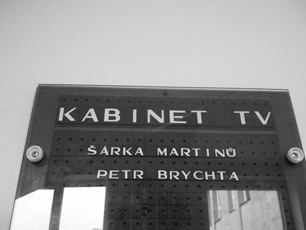 KABINET TV
ŠÁRKA MARTINŮ
PETR BRYCHTA